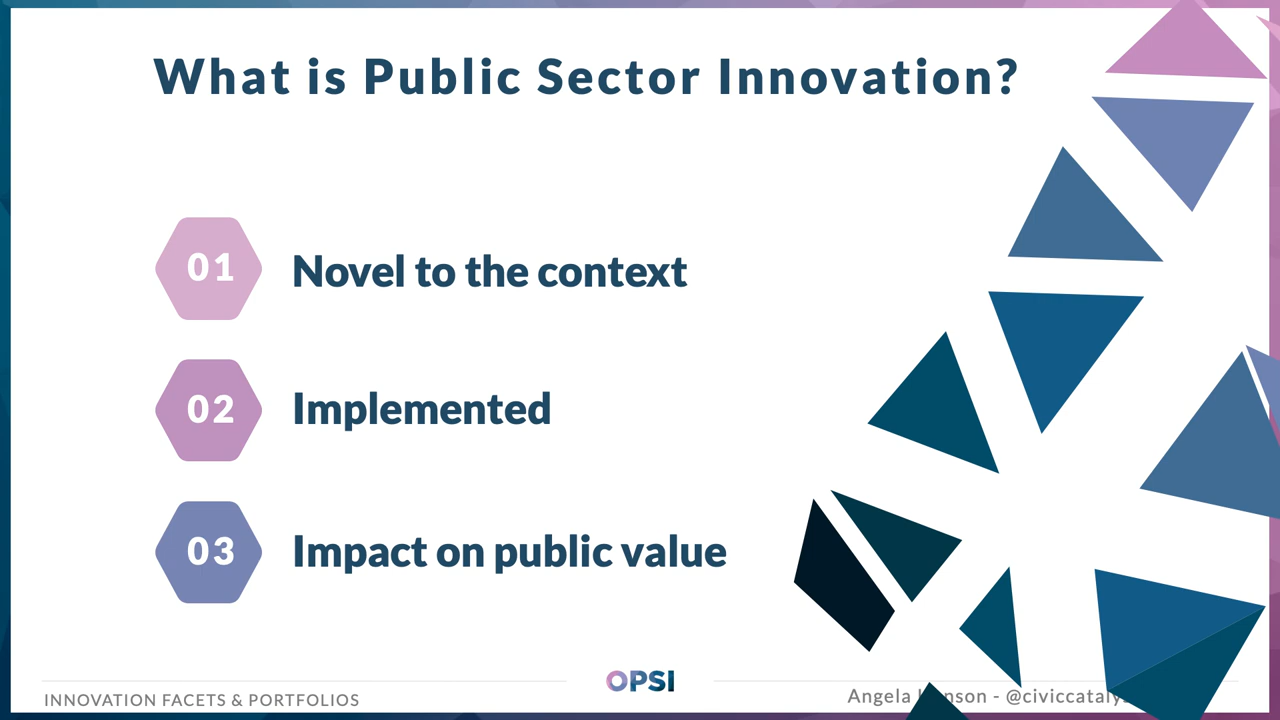 What is Public Sector Innovation?
01
Novel to the context
02
Implemented
03
Impact on public value
OPSI
INNOVATION FACETS & PORTFOLIOS
Angela -